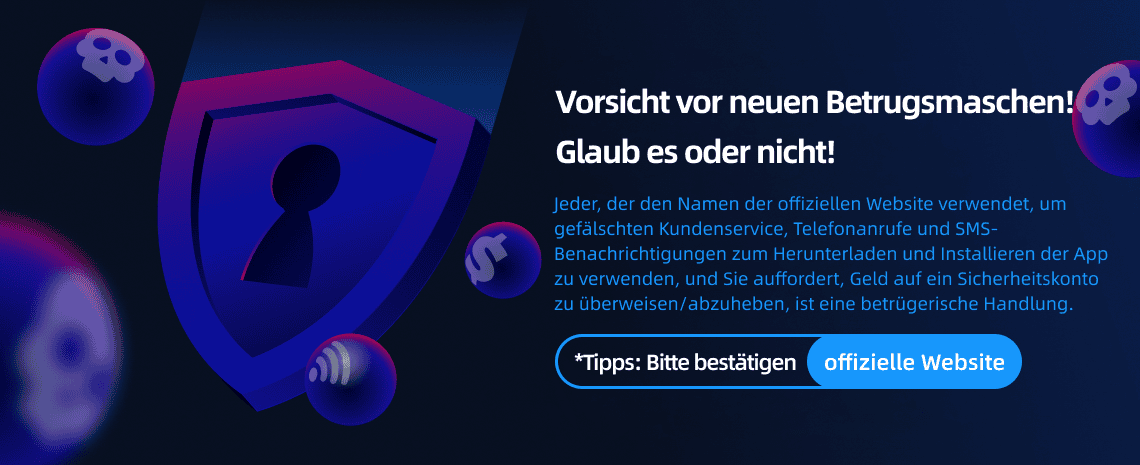 Vorsicht vor neuen Betrugsmaschen!
Glaub es oder nicht!
Jeder, der den Namen der offiziellen Website verwendet, um
gefälschten Kundenservice, Telefonanrufe und SMS-
Benachrichtigungen zum Herunterladen und Installieren der App
zu verwenden, und Sie auffordert, Geld auf ein Sicherheitskonto
zu überweisen/abzuheben, ist eine betrügerische Handlung.
*Tipps: Bitte bestätigen offizielle Website